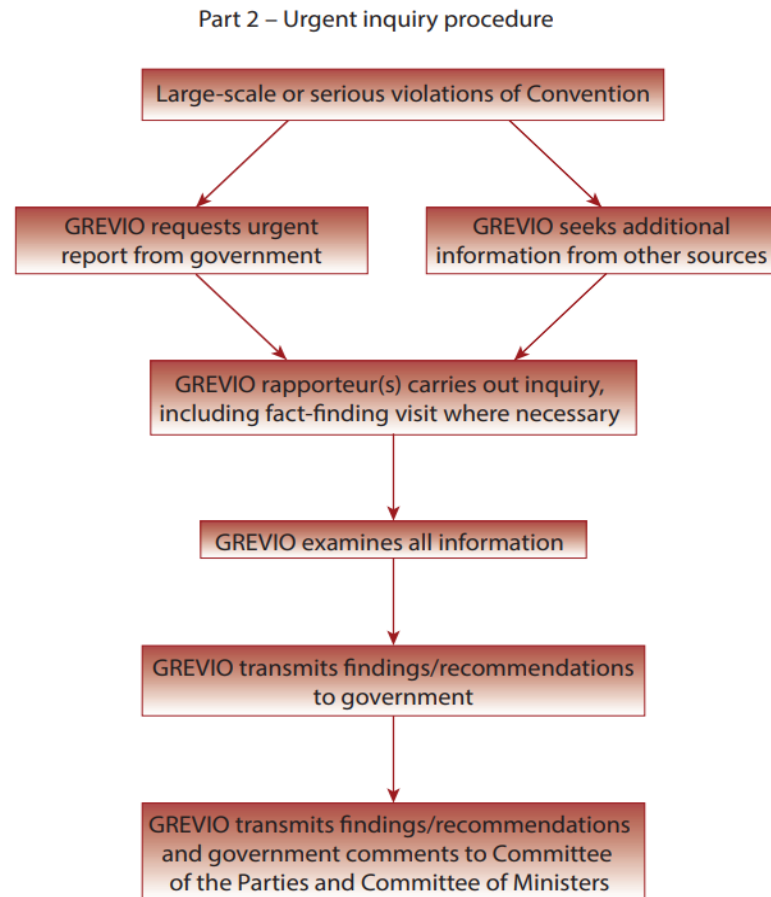 Part 2 – Urgent inquiry procedure
Large-scale or serious violations of Convention
GREVIO requests urgent
report from government
GREVIO seeks additional
information from other sources
GREVIO rapporteur(s) carries out inquiry,
including fact-finding visit where necessary
GREVIO examines all information
GREVIO transmits findings/recommendations
to government
GREVIO transmits findings/recommendations
and government comments to Committee
of the Parties and Committee of Ministers